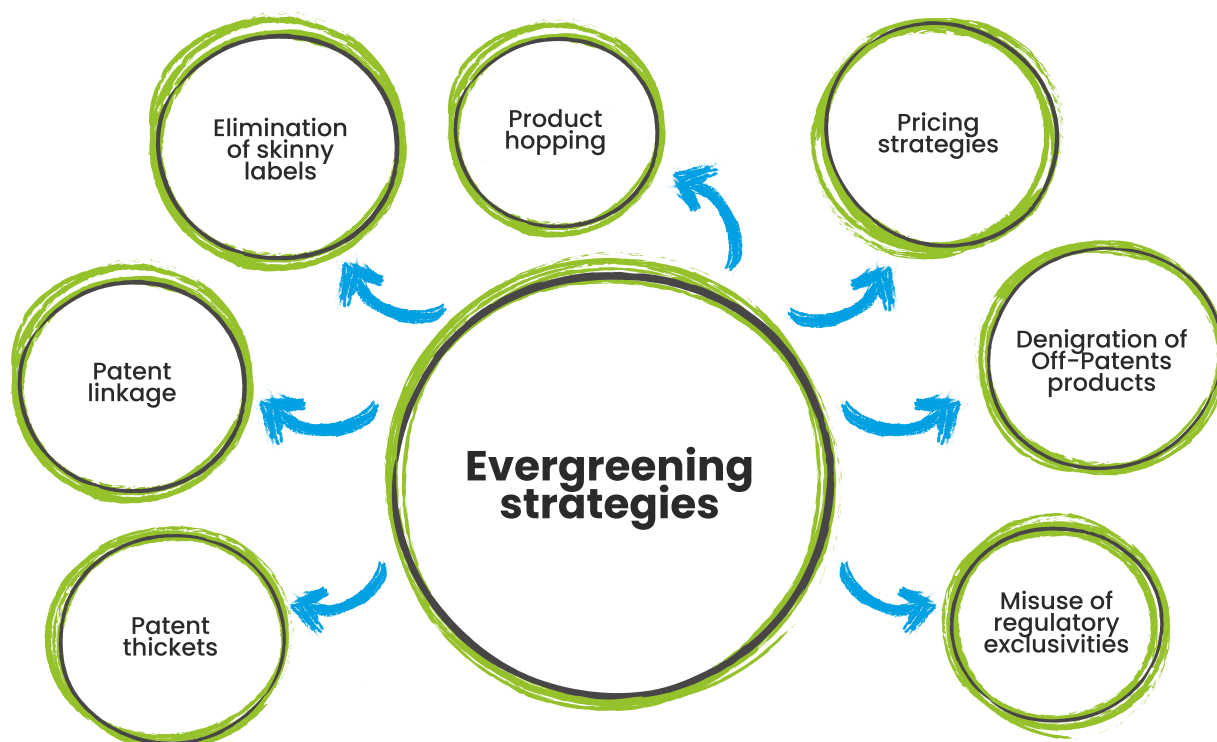 Elimination
of skinny
labels
Product
hopping
Pricing
strategies
Patent
linkage
Denigration of
Off-Patents
products
Evergreening
strategies
Patent
thickets
Misuse of
regulatory
exclusivities